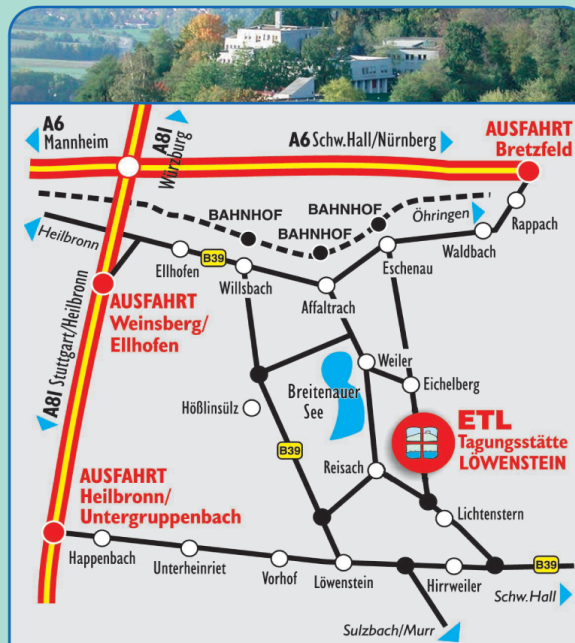 A6
Mannheim
A81
Würzburg
A6 Schw.Hall/Nürnberg
AUSFAHRT
Bretzfeld
BAHNHOF
BAHNHOF
BAHNHOF
Öhringen
Rappach
Heilbronn
Waldbach
Ellhofen
B39
Willsbach
Eschenau
Affaltrach
AUSFAHRT
Weinsberg/
Ellhofen
A81 Stuttgart/Heilbronn
Weiler
Eichelberg
Breitenauer
See
Hößlinsülz
ETL
Tagungsstätte
LÖWENSTEIN
B39
Reisach
AUSFAHRT
Heilbronn/
Untergruppenbach
Lichtenstern
Happenbach
Unterheinriet
Vorhof
Löwenstein
Hirrweiler
B39
Schw.Hall
Sulzbach/Murr